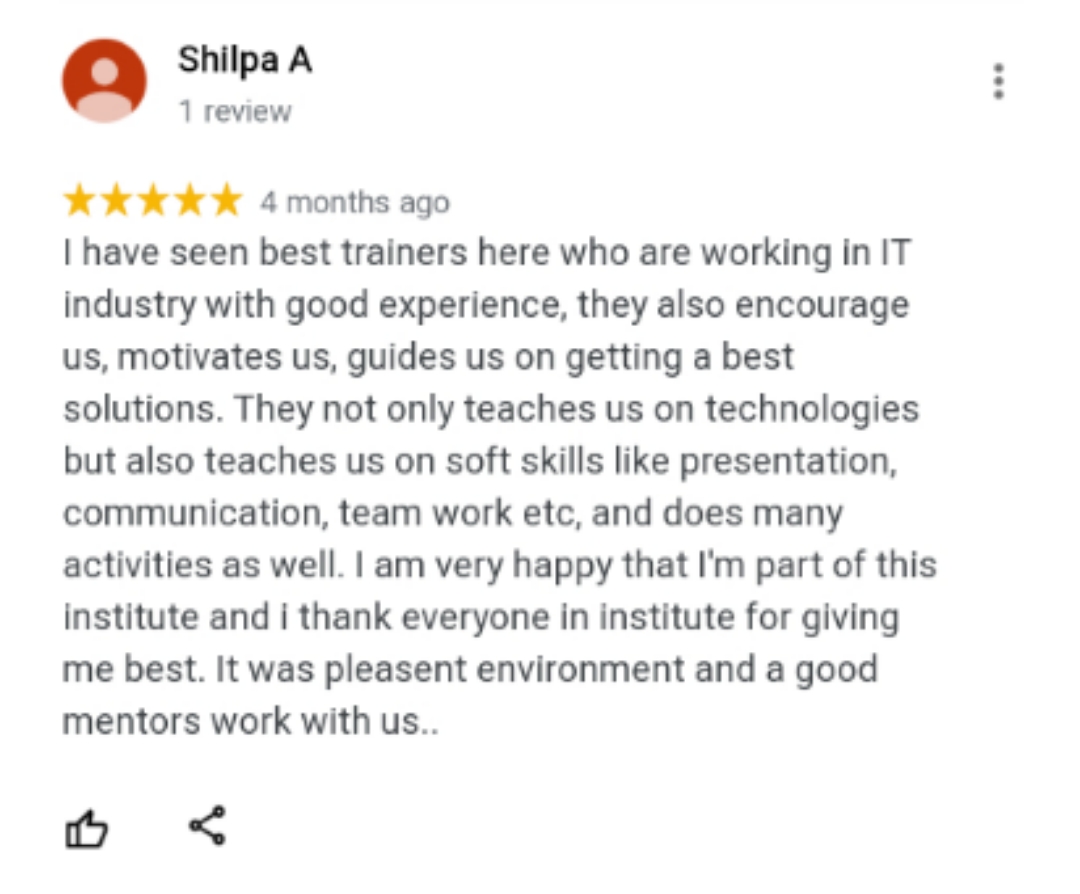 Shilpa A
1 review
4 months ago
I have seen best trainers here who are working in IT
industry with good experience, they also encourage
us, motivates us, guides us on getting a best
solutions. They not only teaches us on technologies
but also teaches us on soft skills like presentation,
communication, team work etc, and does many
activities as well. I am very happy that I'm part of this
institute and i thank everyone in institute for giving
me best. It was pleasent environment and a good
mentors work with us..